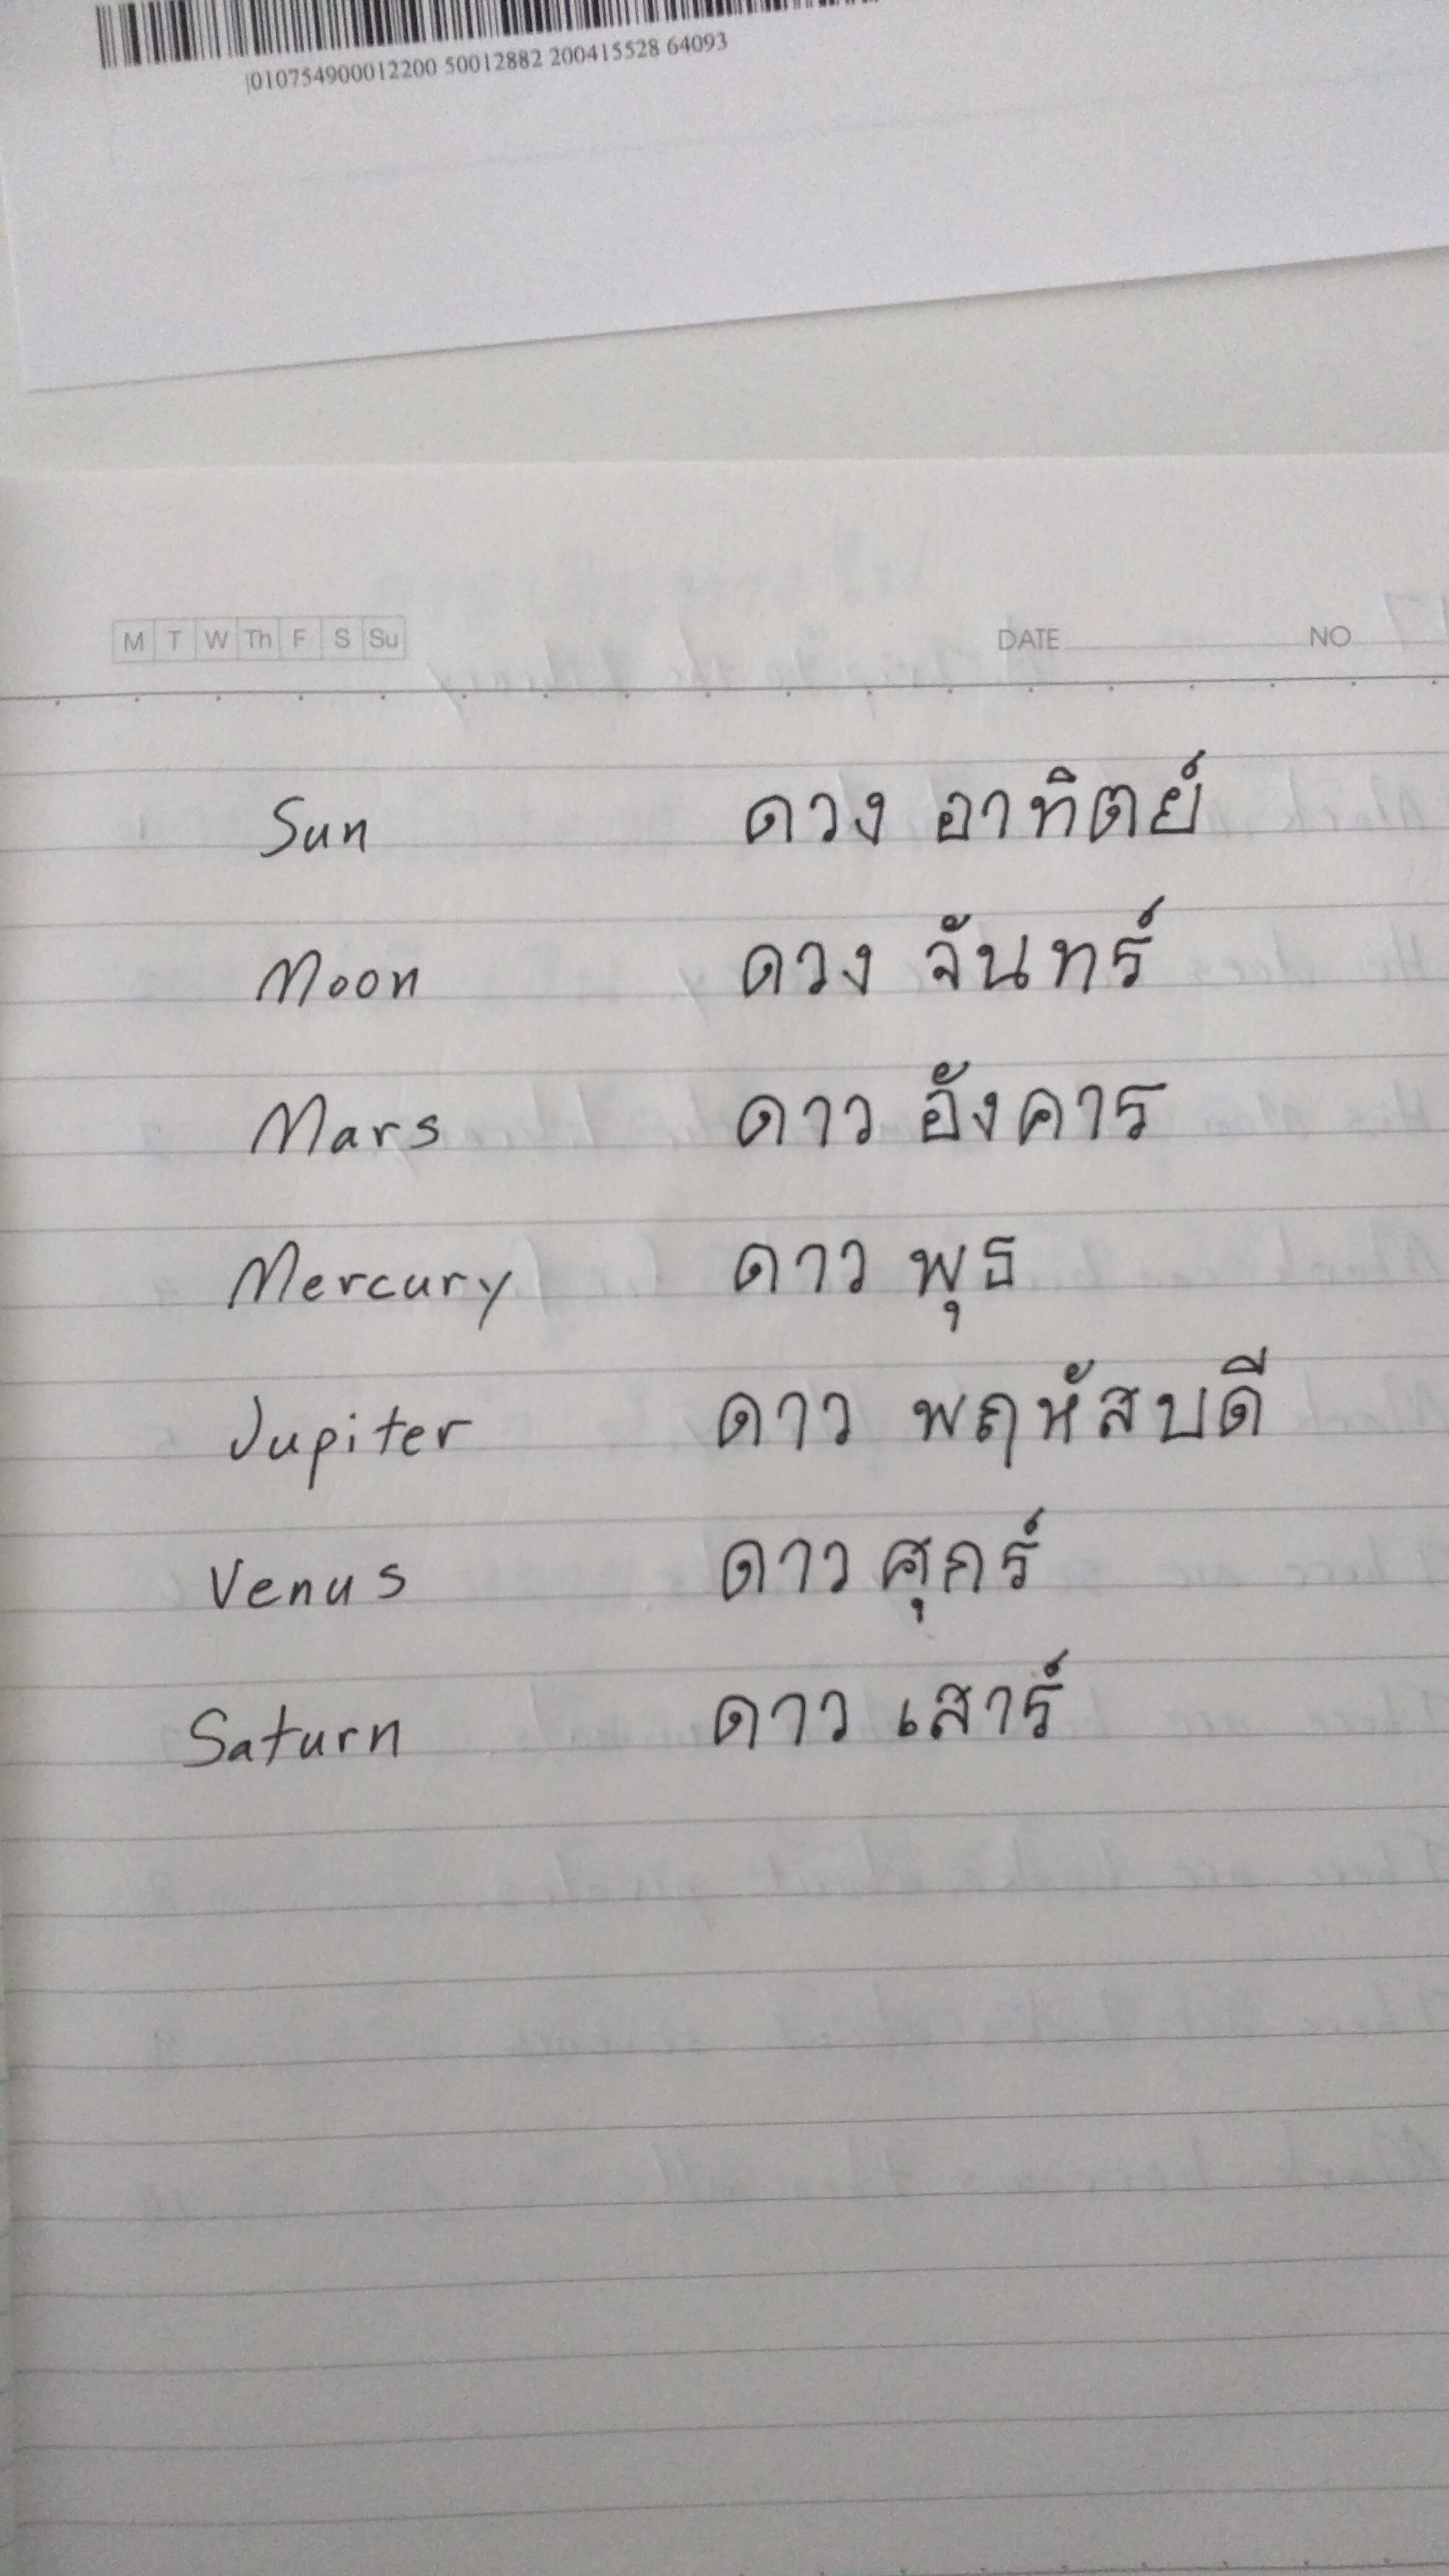 |010754900012200 50012882 200415528 64093
M T W Th F S Su DATE NO
Sun ดวง อาทิตย์
Moon ดวง จันทร์
Mars ดาว อังคาร
Mercury ดาว พุธ
Jupiter ดาว พฤหัสบดี
Venus ดาว ศุกร์
Saturn ดาว เสาร์